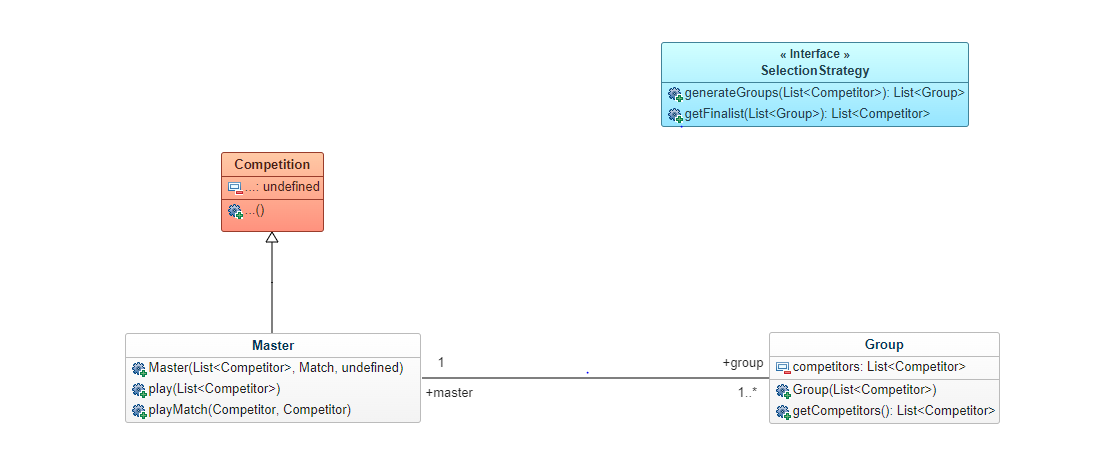 « Interface »
SelectionStrategy
generateGroups(List<Competitor>): List<Group>
getFinalist(List<Group>): List<Competitor>
Competition
...: undefined
...()
Master
Master(List<Competitor>, Match, undefined)
play(List<Competitor>)
playMatch(Competitor, Competitor)
1
+master
+group
1..*
Group
competitors: List<Competitor>
Group(List<Competitor>)
getCompetitors(): List<Competitor>